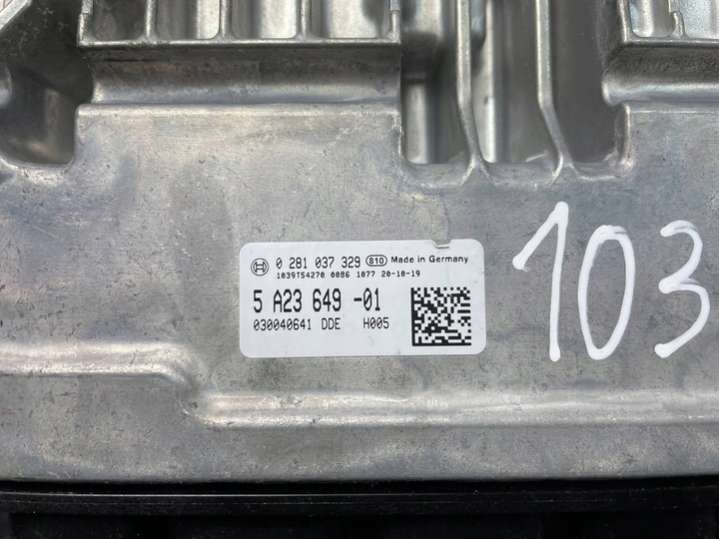 0 281 037 329 810 Made in Germany
1039T54270 0086 1077 20-10-19
5 A23 649 -01
030040641 DDE H005
103